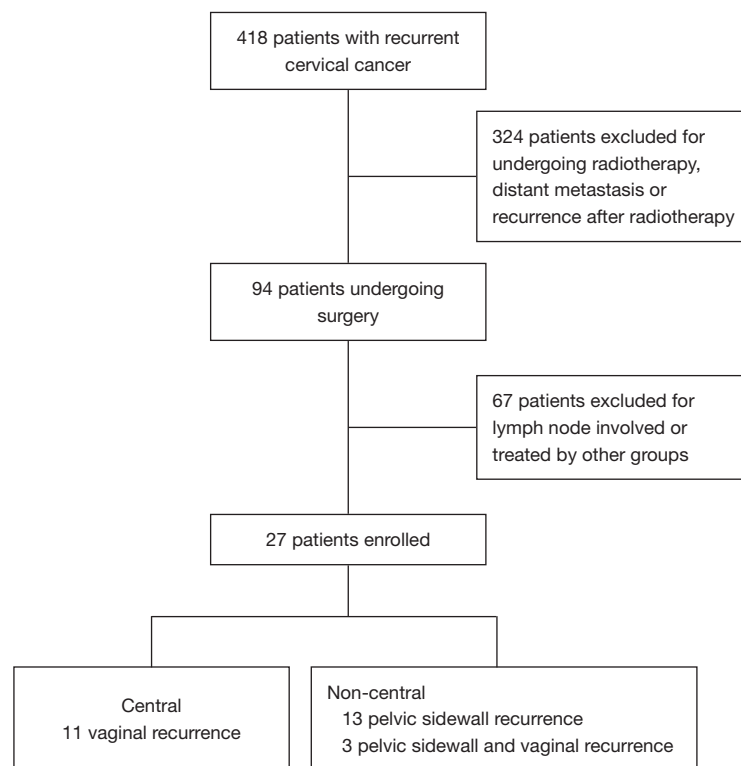 418 patients with recurrent
cervical cancer
324 patients excluded for
undergoing radiotherapy,
distant metastasis or
recurrence after radiotherapy
94 patients undergoing
surgery
67 patients excluded for
lymph node involved or
treated by other groups
27 patients enrolled
Central
11 vaginal recurrence
Non-central
13 pelvic sidewall recurrence
3 pelvic sidewall and vaginal recurrence